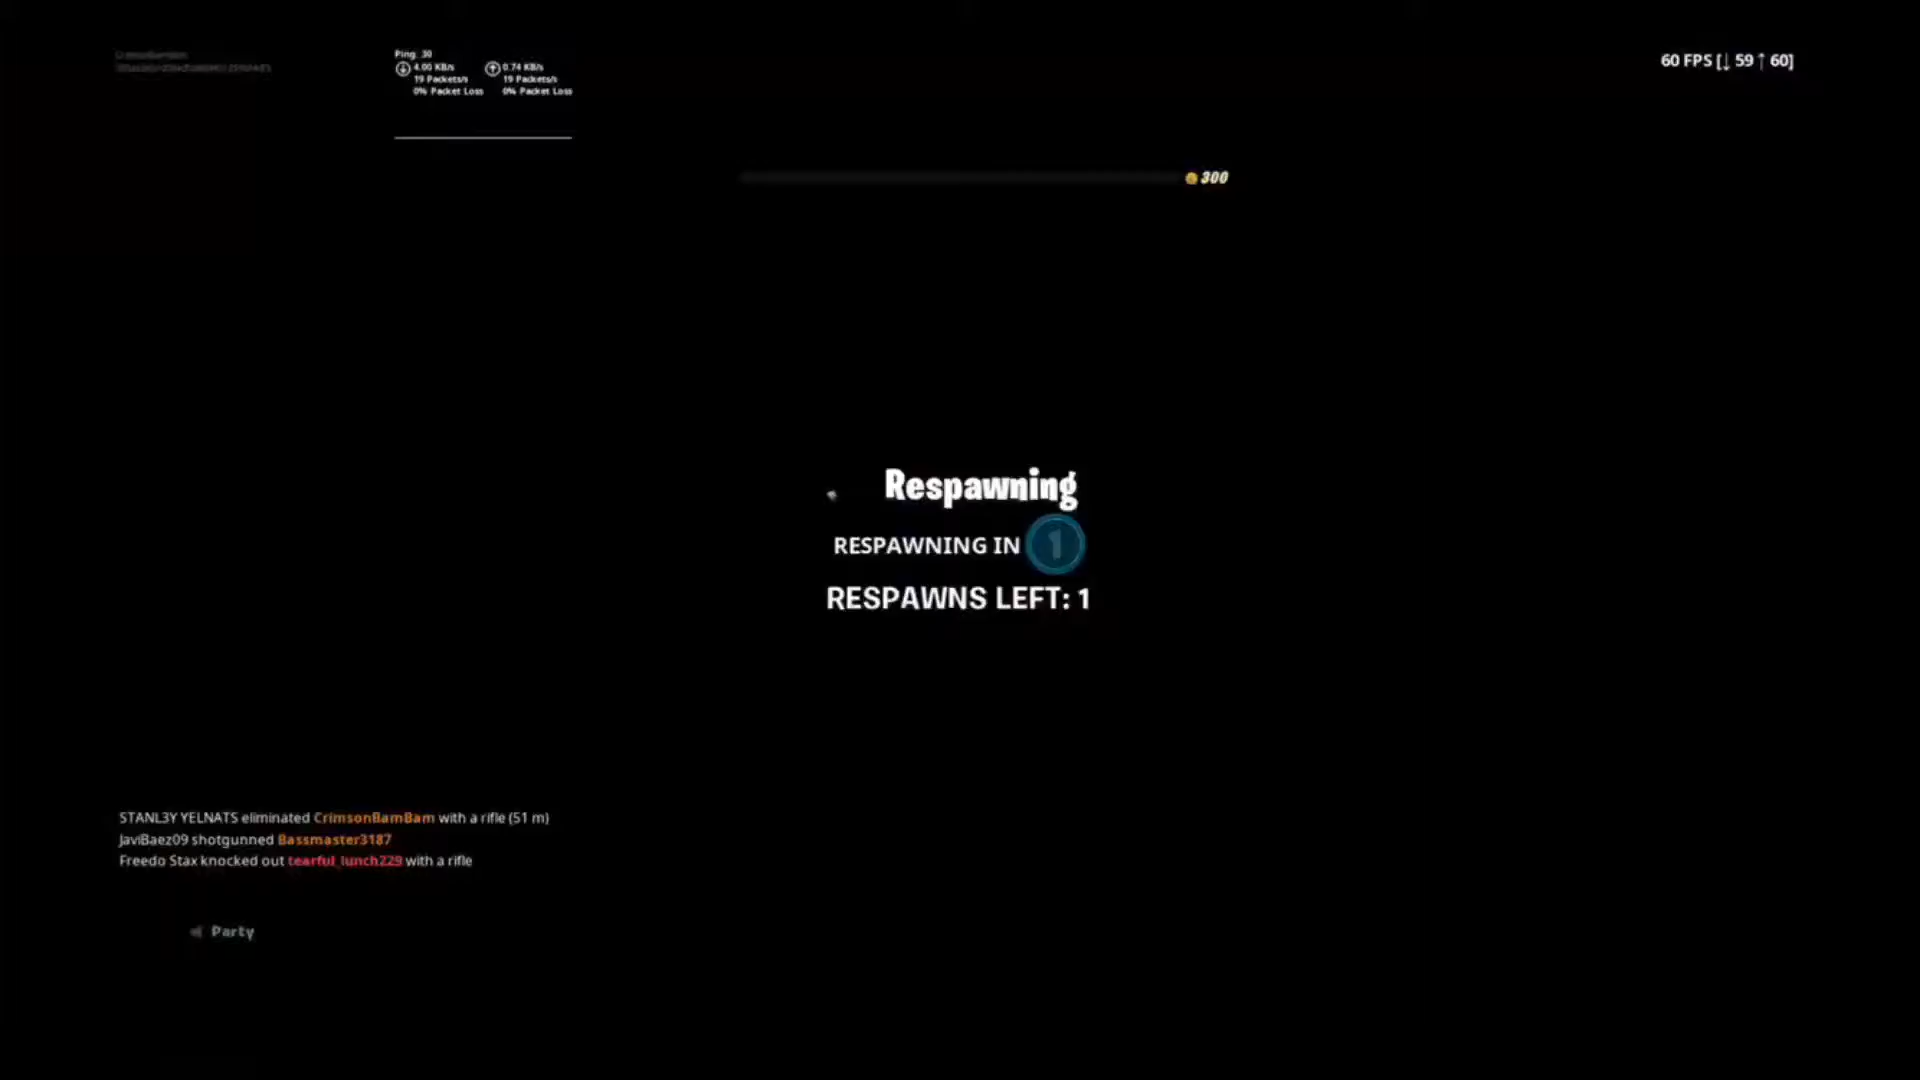 Ping: 30
4.00 KB/s 0.74 KB/s
19 Packets/s 19 Packets/s
0% Packet Loss 0% Packet Loss
60 FPS [↓ 59 ↑ 60]
300
Respawning
RESPAWNING IN 1
RESPAWNS LEFT: 1
STANL3Y YELNATS eliminated CrimsonBamBam with a rifle (51 m)
JaviBaez09 shotgunned Bassmaster3187
Freedo Stax knocked out tearful_lunch229 with a rifle
Party